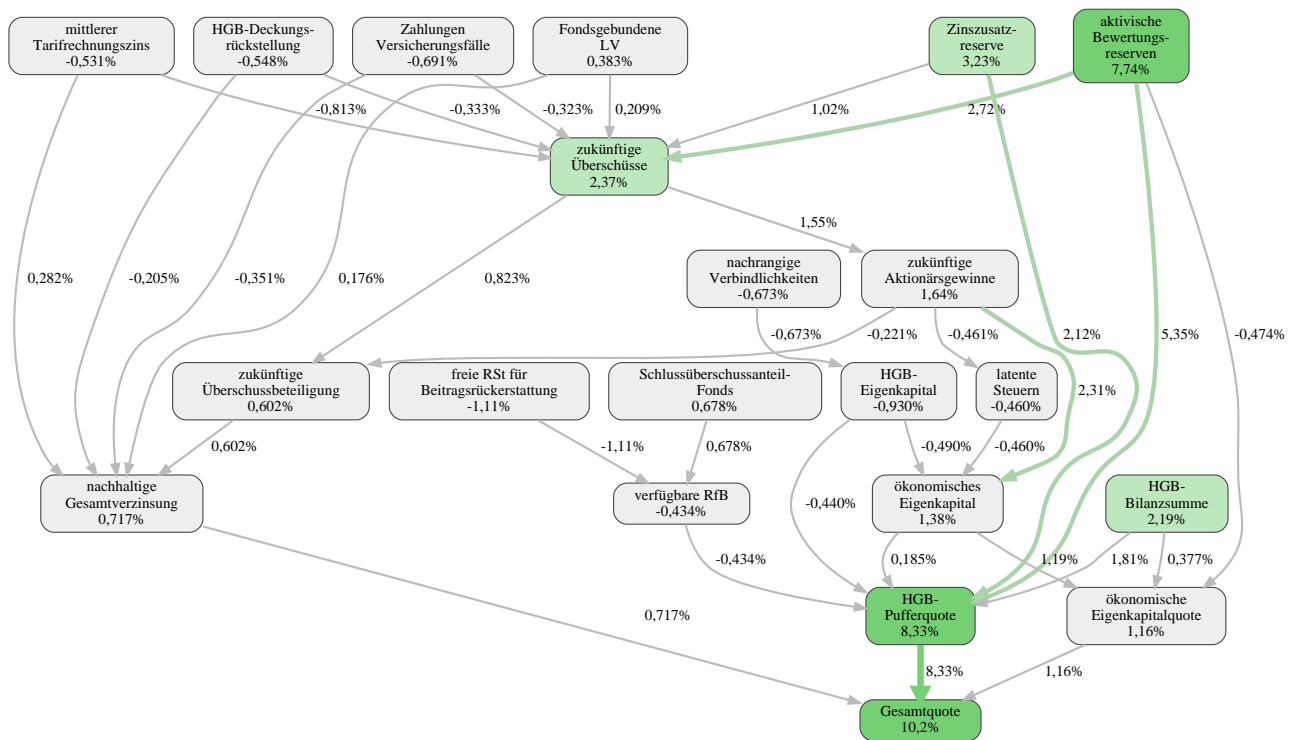 mittlerer
Tarifrechnungszins
-0,531%
HGB-Deckungs-
rückstellung
-0,548%
Zahlungen
Versicherungsfälle
-0,691%
Fondsgebundene
LV
0,383%
Zinszusatz-
reserve
3,23%
aktivische
Bewertungs-
reserven
7,74%
-0,813%
-0,333%
-0,323%
0,209%
1,02%
2,72%
zukünftige
Überschüsse
2,37%
1,55%
0,282%
-0,205%
-0,351%
0,176%
0,823%
nachrangige
Verbindlichkeiten
-0,673%
zukünftige
Aktionärsgewinne
1,64%
-0,673%
-0,221%
-0,461%
2,12%
5,35%
-0,474%
zukünftige
Überschussbeteiligung
0,602%
freie RSt für
Beitragsrückerstattung
-1,11%
Schlussüberschussanteil-
Fonds
0,678%
HGB-
Eigenkapital
-0,930%
latente
Steuern
-0,460%
2,31%
0,602%
-1,11%
0,678%
-0,490%
-0,460%
nachhaltige
Gesamtverzinsung
0,717%
verfügbare RfB
-0,434%
-0,440%
ökonomisches
Eigenkapital
1,38%
HGB-
Bilanzsumme
2,19%
-0,434%
0,185%
1,19%
1,81%
0,377%
0,717%
HGB-
Pufferquote
8,33%
ökonomische
Eigenkapitalquote
1,16%
8,33%
1,16%
Gesamtquote
10,2%